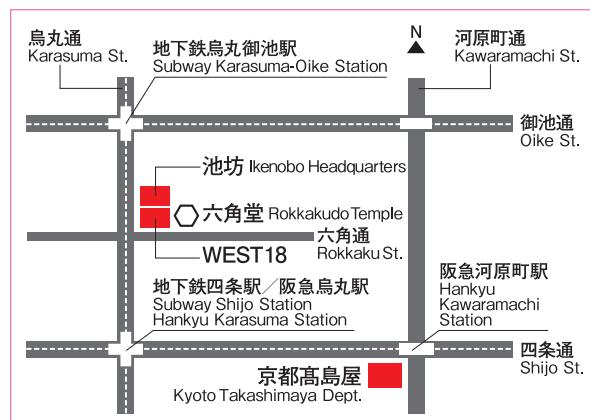 烏丸通
Karasuma St.
地下鉄烏丸御池駅
Subway Karasuma-Oike Station
N
河原町通
Kawaramachi St.
御池通
Oike St.
池坊 Ikenobo Headquarters
六角堂 Rokkakudo Temple
六角通
Rokkaku St.
WEST18
地下鉄四条駅／阪急烏丸駅
Subway Shijo Station
Hankyu Karasuma Station
阪急河原町駅
Hankyu
Kawaramachi
Station
四条通
Shijo St.
京都髙島屋
Kyoto Takashimaya Dept.